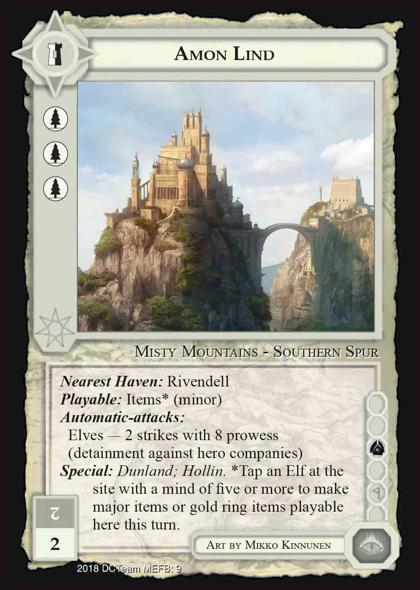 Amon Lind
Misty Mountains - Southern Spur
Nearest Haven: Rivendell
Playable: Items* (minor)
Automatic-attacks:
Elves — 2 strikes with 8 prowess
(detainment against hero companies)
Special: Dunland; Hollin. *Tap an Elf at the
site with a mind of five or more to make
major items or gold ring items playable
here this turn.
2
2
Art by Mikko Kinnunen
2018 DCTeam MEFB: 9